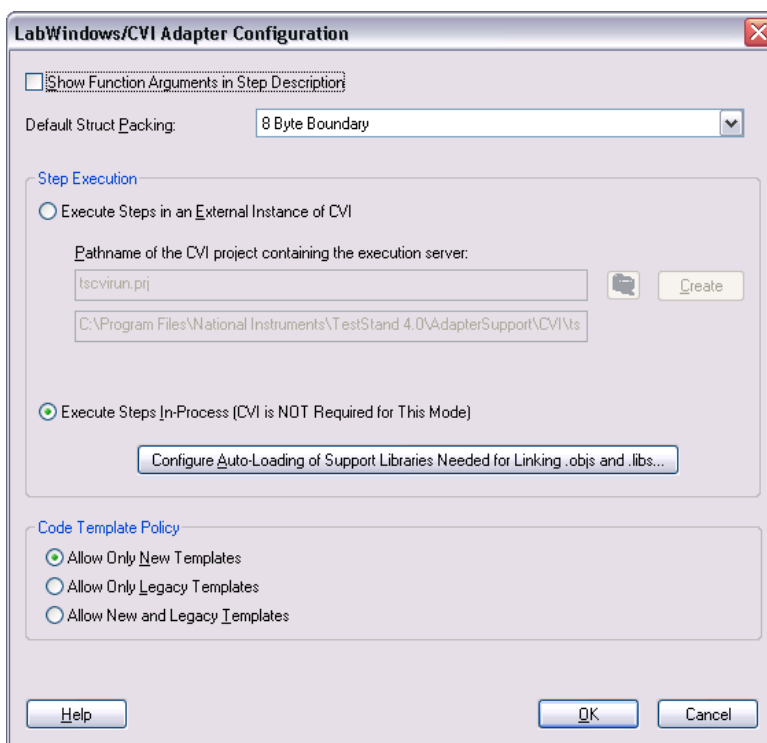 LabWindows/CVI Adapter Configuration
Show Function Arguments in Step Description
Default Struct Packing:
8 Byte Boundary
Step Execution
Execute Steps in an External Instance of CVI
Pathname of the CVI project containing the execution server:
tscvirun.prj
Create
C:\Program Files\National Instruments\TestStand 4.0\AdapterSupport\CVI\ts
Execute Steps In-Process (CVI is NOT Required for This Mode)
Configure Auto-Loading of Support Libraries Needed for Linking .objs and .libs...
Code Template Policy
Allow Only New Templates
Allow Only Legacy Templates
Allow New and Legacy Templates
Help
OK
Cancel